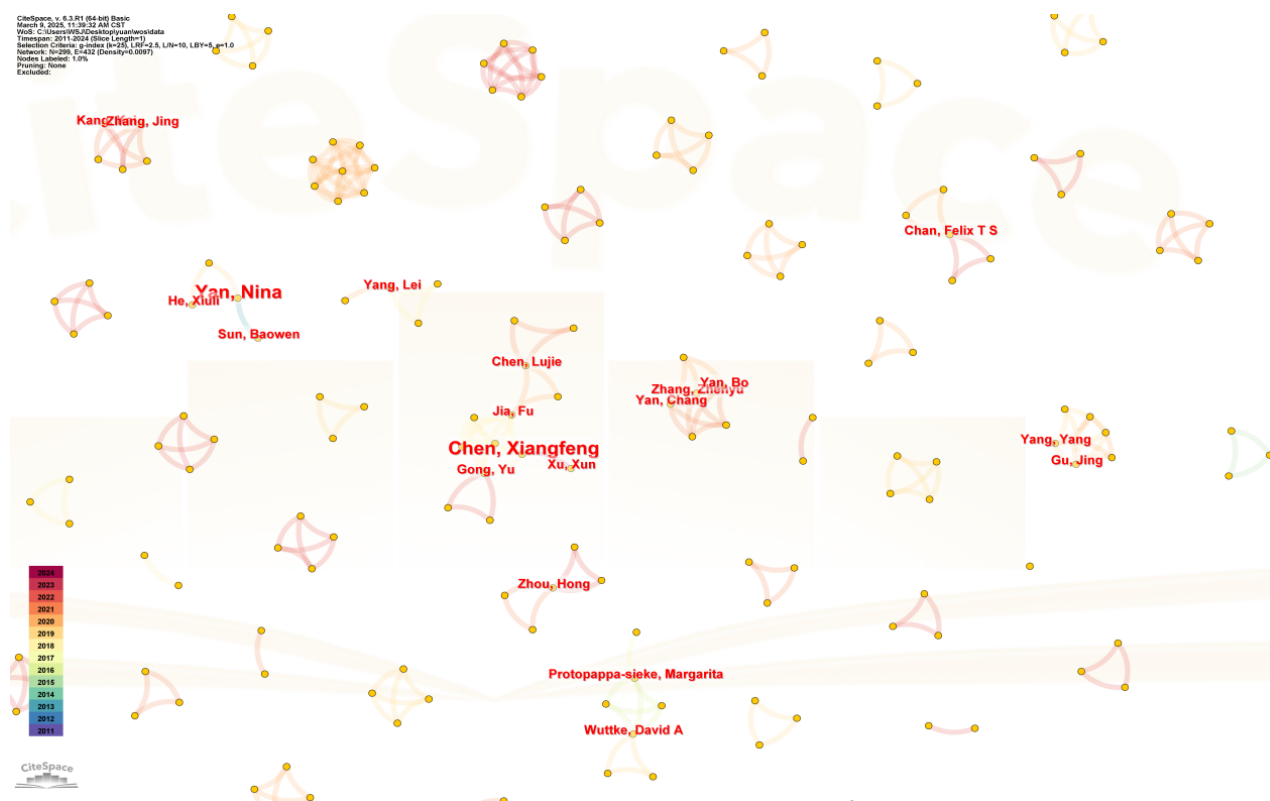 CiteSpace, v. 6.3.R1 (64-bit) Basic
March 9, 2025, 11:39:32 AM CST
WoS: C:\Users\WSJ\Desktop\yuan\wos\data
Timespan: 2011-2024 (Slice Length=1)
Selection Criteria: g-index (k=25), LRF=2.5, L/N=10, LBY=5, e=1.0
Network: N=299, E=432 (Density=0.0097)
Nodes Labeled: 1.0%
Pruning: None
Excluded:
CiteSpace
Zhang, Jing
Chan, Felix T S
Yang, Lei
Yan, Nina
He, Xiuli
Sun, Baowen
Chen, Lujie
Yan, Bo
Zhang, Zhenyu
Yan, Chang
Jia, Fu
Yang, Yang
Chen, Xiangfeng
Gu, Jing
Xu, Xun
Gong, Yu
Zhou, Hong
2024
2023
2022
2021
2020
2019
2018
2017
2016
2015
2014
2013
2012
2011
Protopappa-sieke, Margarita
Wuttke, David A
CiteSpace